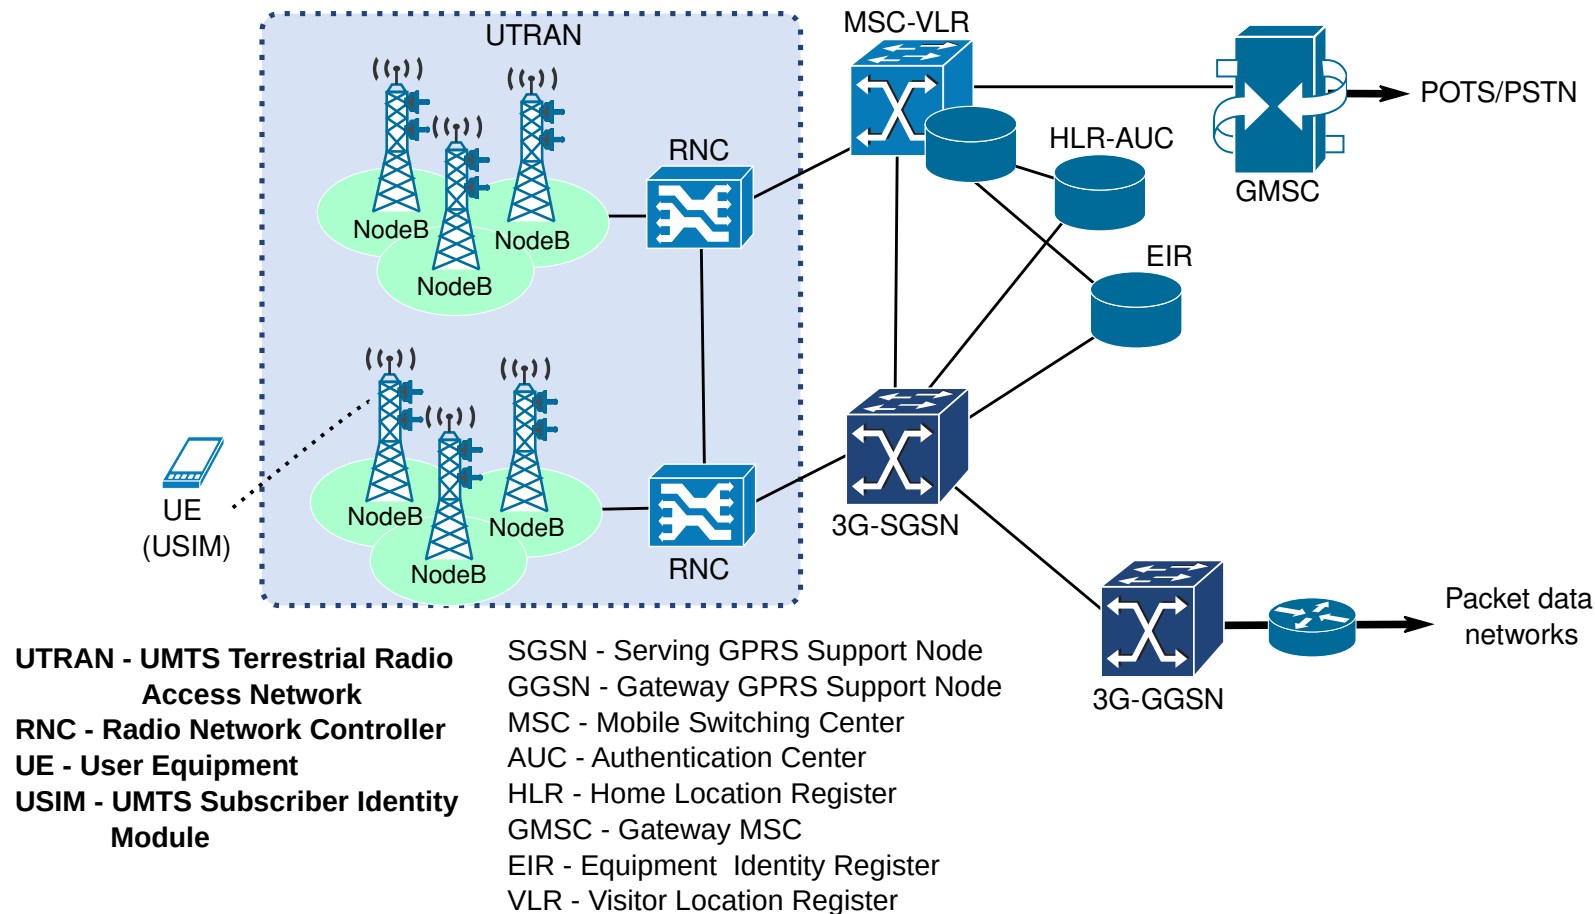 UTRAN
MSC-VLR
POTS/PSTN
HLR-AUC
RNC
GMSC
NodeB
NodeB
NodeB
EIR
NodeB
NodeB
NodeB
UE
(USIM)
3G-SGSN
RNC
Packet data
networks
3G-GGSN
UTRAN - UMTS Terrestrial Radio
Access Network
RNC - Radio Network Controller
UE - User Equipment
USIM - UMTS Subscriber Identity
Module
SGSN - Serving GPRS Support Node
GGSN - Gateway GPRS Support Node
MSC - Mobile Switching Center
AUC - Authentication Center
HLR - Home Location Register
GMSC - Gateway MSC
EIR - Equipment  Identity Register
VLR - Visitor Location Register